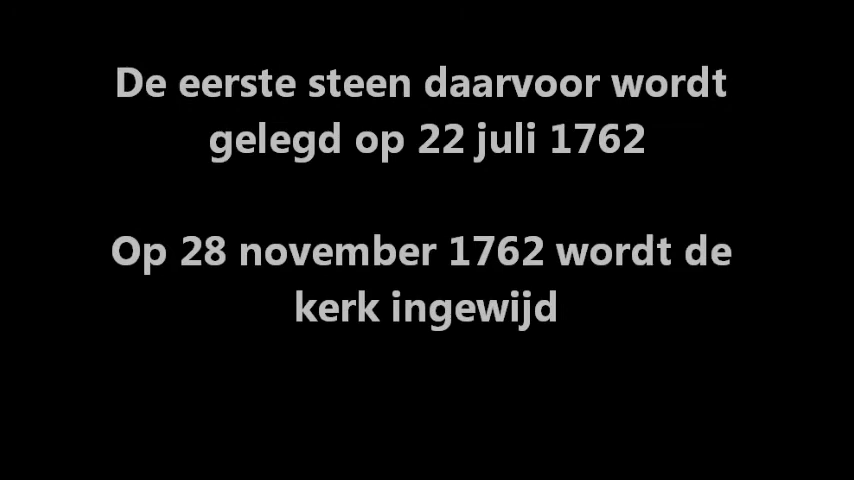 De eerste steen daarvoor wordt
gelegd op 22 juli 1762
Op 28 november 1762 wordt de
kerk ingewijd